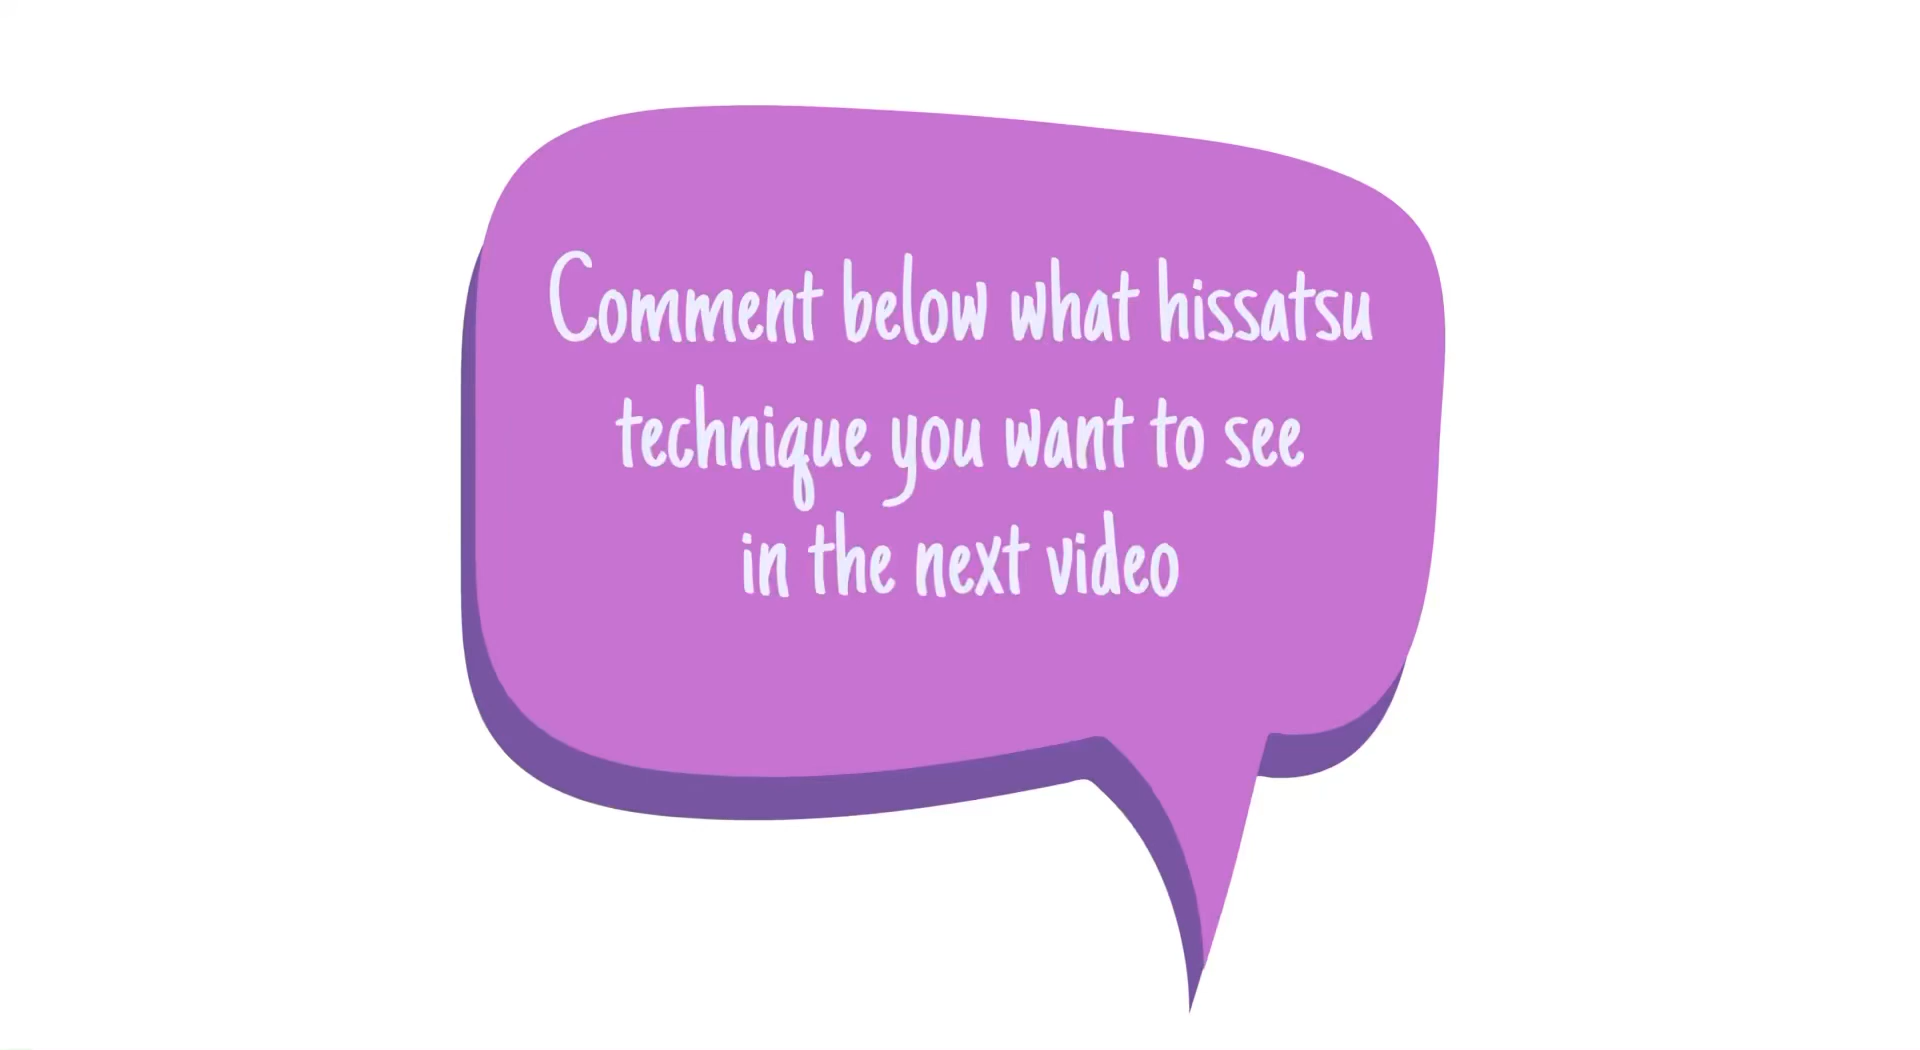 Comment below what hissatsu
technique you want to see
in the next video